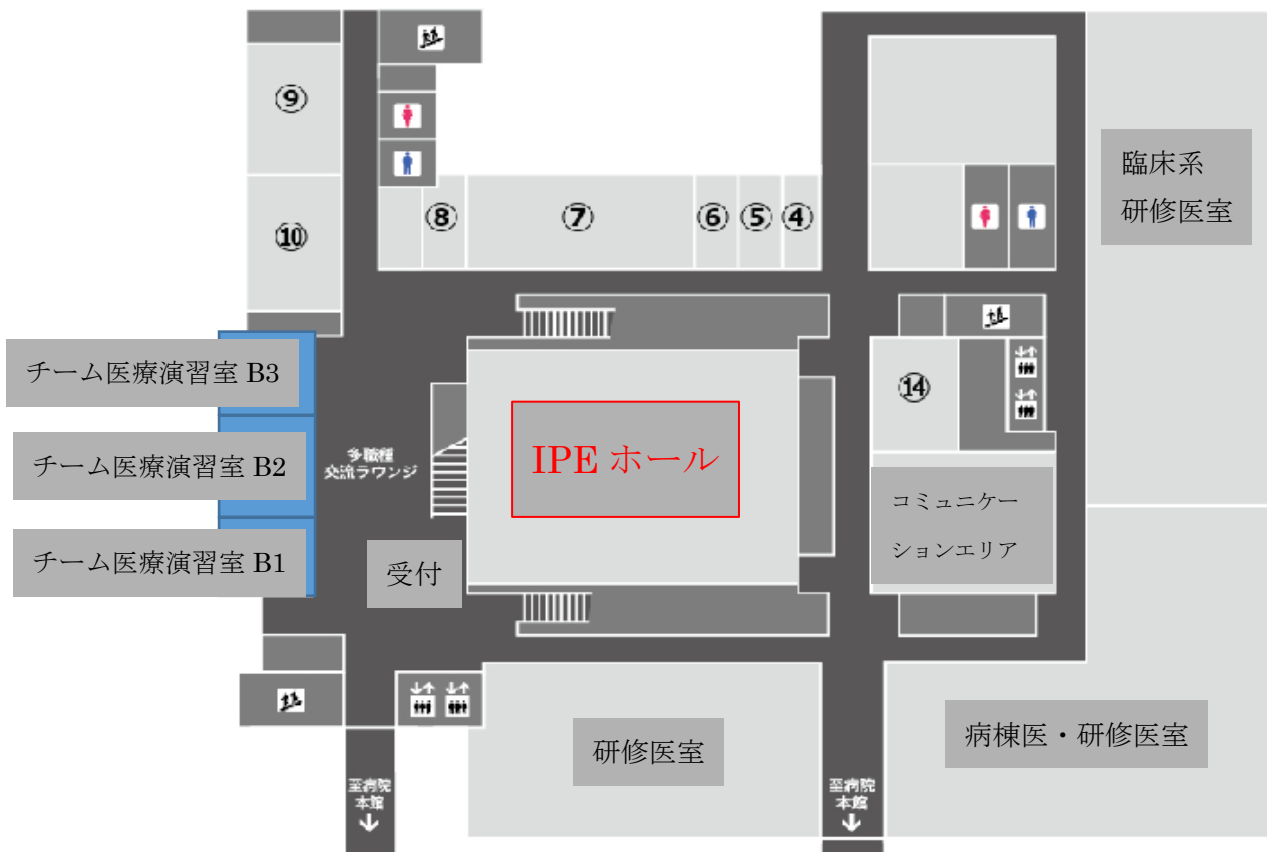 ⑨
臨床系
研修医室
⑧
⑦
⑥
⑤
④
⑩
チーム医療演習室 B3
⑭
チーム医療演習室 B2
多職種
交流ラウンジ
IPE ホール
コミュニケー
ションエリア
チーム医療演習室 B1
受付
研修医室
病棟医・研修医室
至病院
本館
至病院
本館